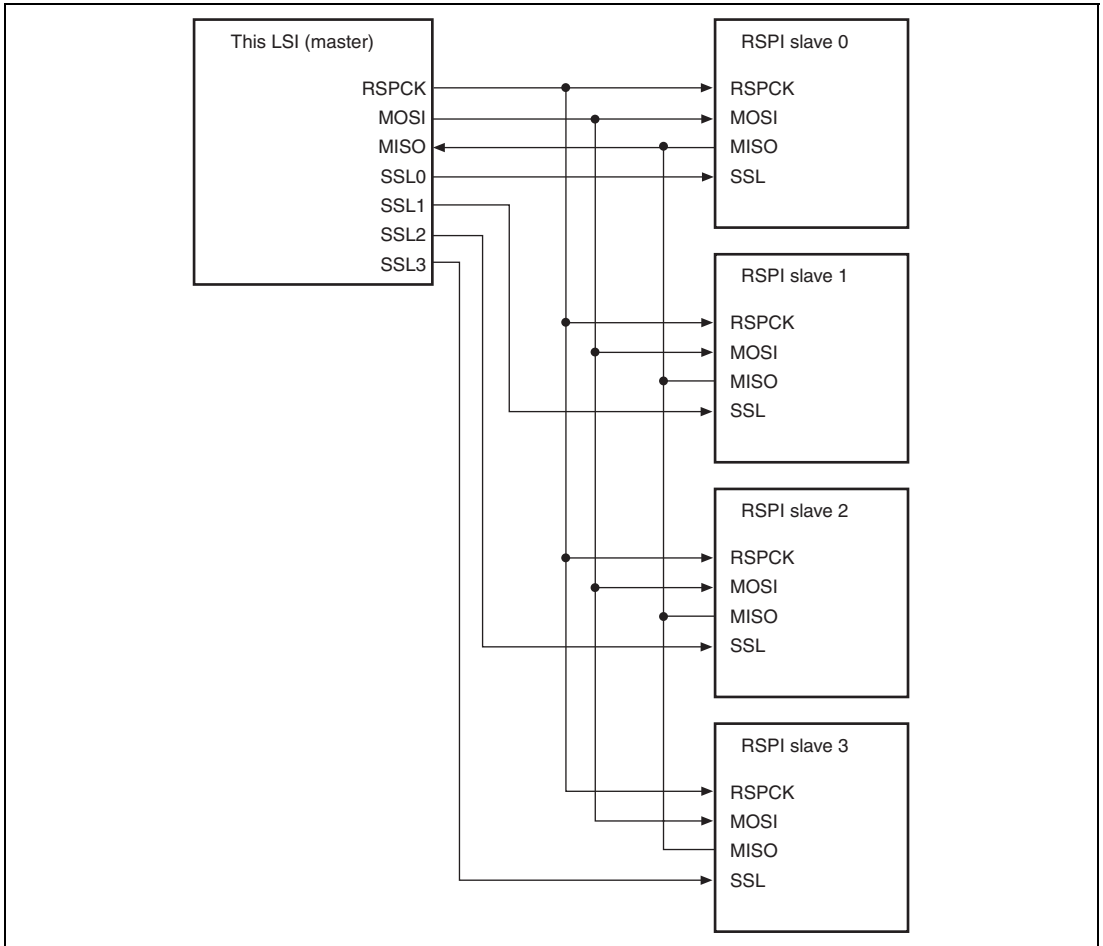 This LSI (master)
RSPCK
MOSI
MISO
SSL0
SSL1
SSL2
SSL3
RSPI slave 0
RSPCK
MOSI
MISO
SSL
RSPI slave 1
RSPCK
MOSI
MISO
SSL
RSPI slave 2
RSPCK
MOSI
MISO
SSL
RSPI slave 3
RSPCK
MOSI
MISO
SSL